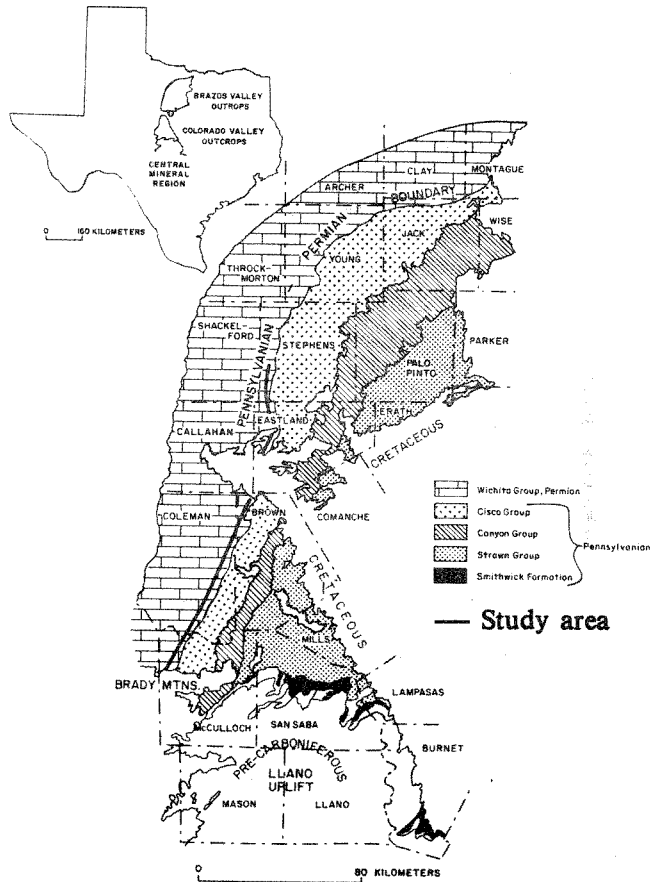 BRAZOS VALLEY
OUTROPS
COLORADO VALLEY
OUTCROPS
CENTRAL
MINERAL
REGION
0 160 KILOMETERS
MONTAGUE
CLAY
ARCHER
BOUNDARY
WISE
PERMIAN
JACK
YOUNG
THROCK-
MORTON
SHACKEL-
FORD
STEPHENS
PARKER
PALO
PINTO
PENNSYLVANIAN
EASTLAND
ERATH
CALLAHAN
CRETACEOUS
COLEMAN
BROWN
COMANCHE
CRETACEOUS
MILLS
BRADY MTNS
LAMPASAS
McCULLOCH
SAN SABA
BURNET
PRE-CARBONIFEROUS
LLANO
UPLIFT
MASON
LLANO
0 80 KILOMETERS
Wichita Group, Permian
Cisco Group
Canyon Group
Strawn Group
Smithwick Formation
Pennsylvanian
Study area